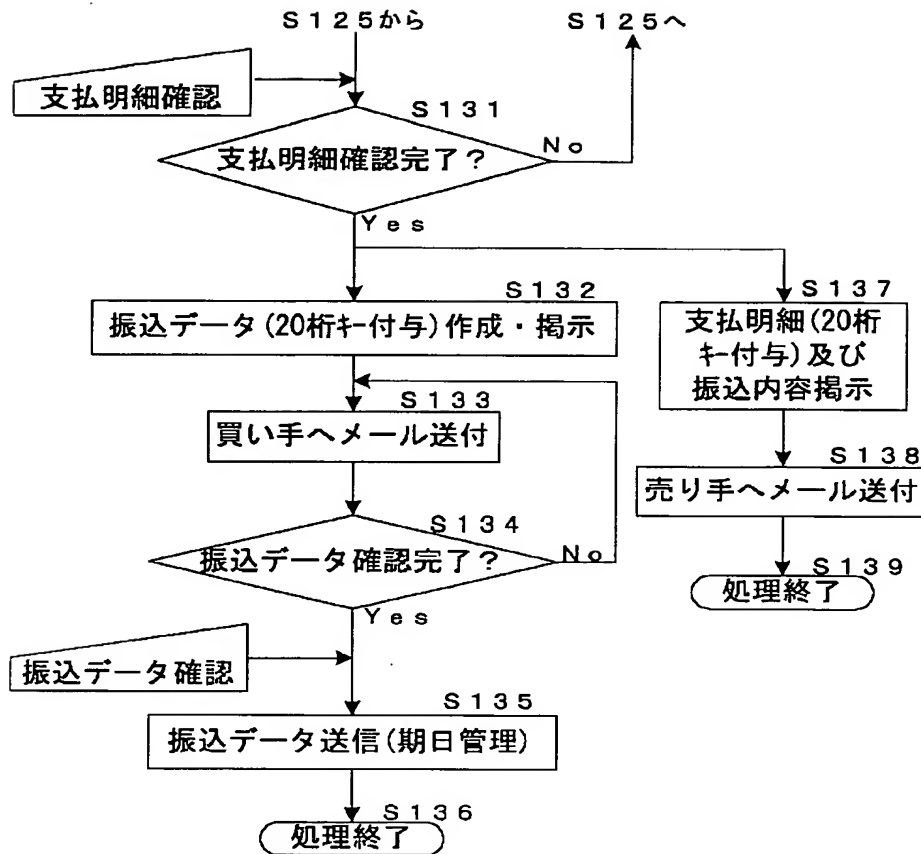 S125から
S125へ
支払明細確認
S131
支払明細確認完了?
No
Yes
S132
振込データ(20桁キー付与)作成・掲示
S137
支払明細(20桁
キー付与)及び
振込内容掲示
S133
買い手へメール送付
S138
売り手へメール送付
S134
振込データ確認完了?
No
S139
処理終了
Yes
振込データ確認
S135
振込データ送信(期日管理)
S136
処理終了